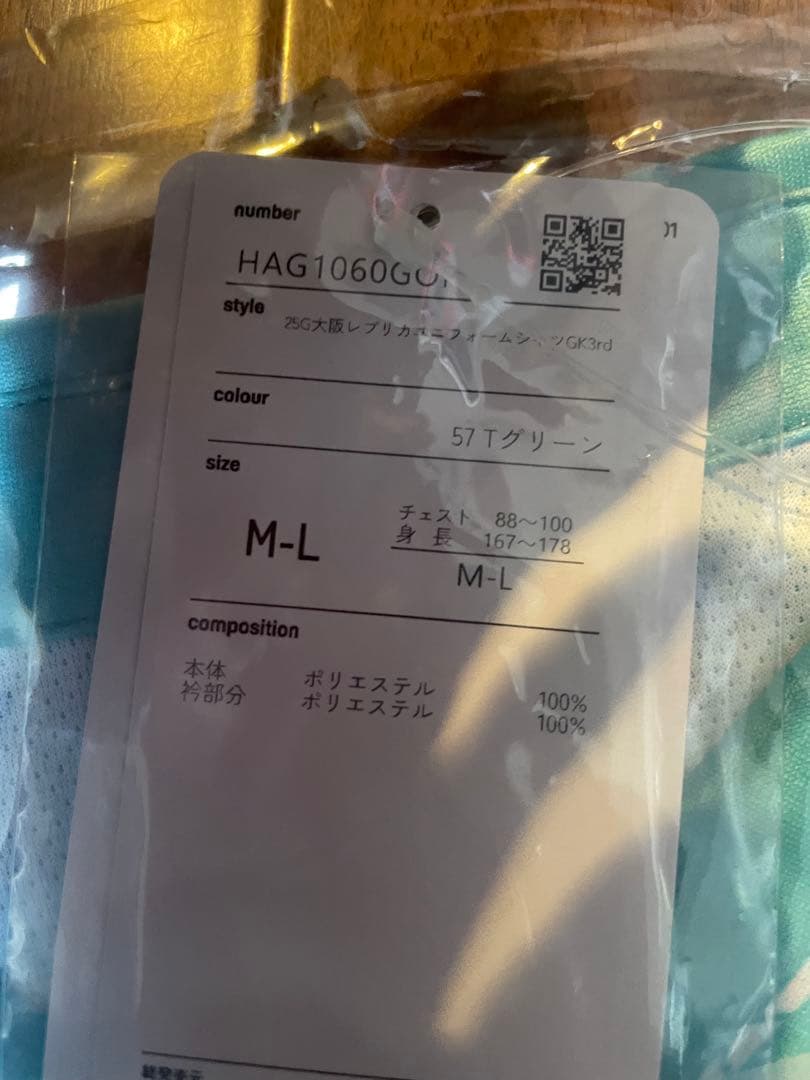 number
HAG1060GO
01
style
25G大阪レプリカユニフォームシャツGK3rd
colour
57 Tグリーン
size
M-L
チェスト 88～100
身 長 167～178
M-L
composition
本体 ポリエステル 100%
衿部分 ポリエステル 100%